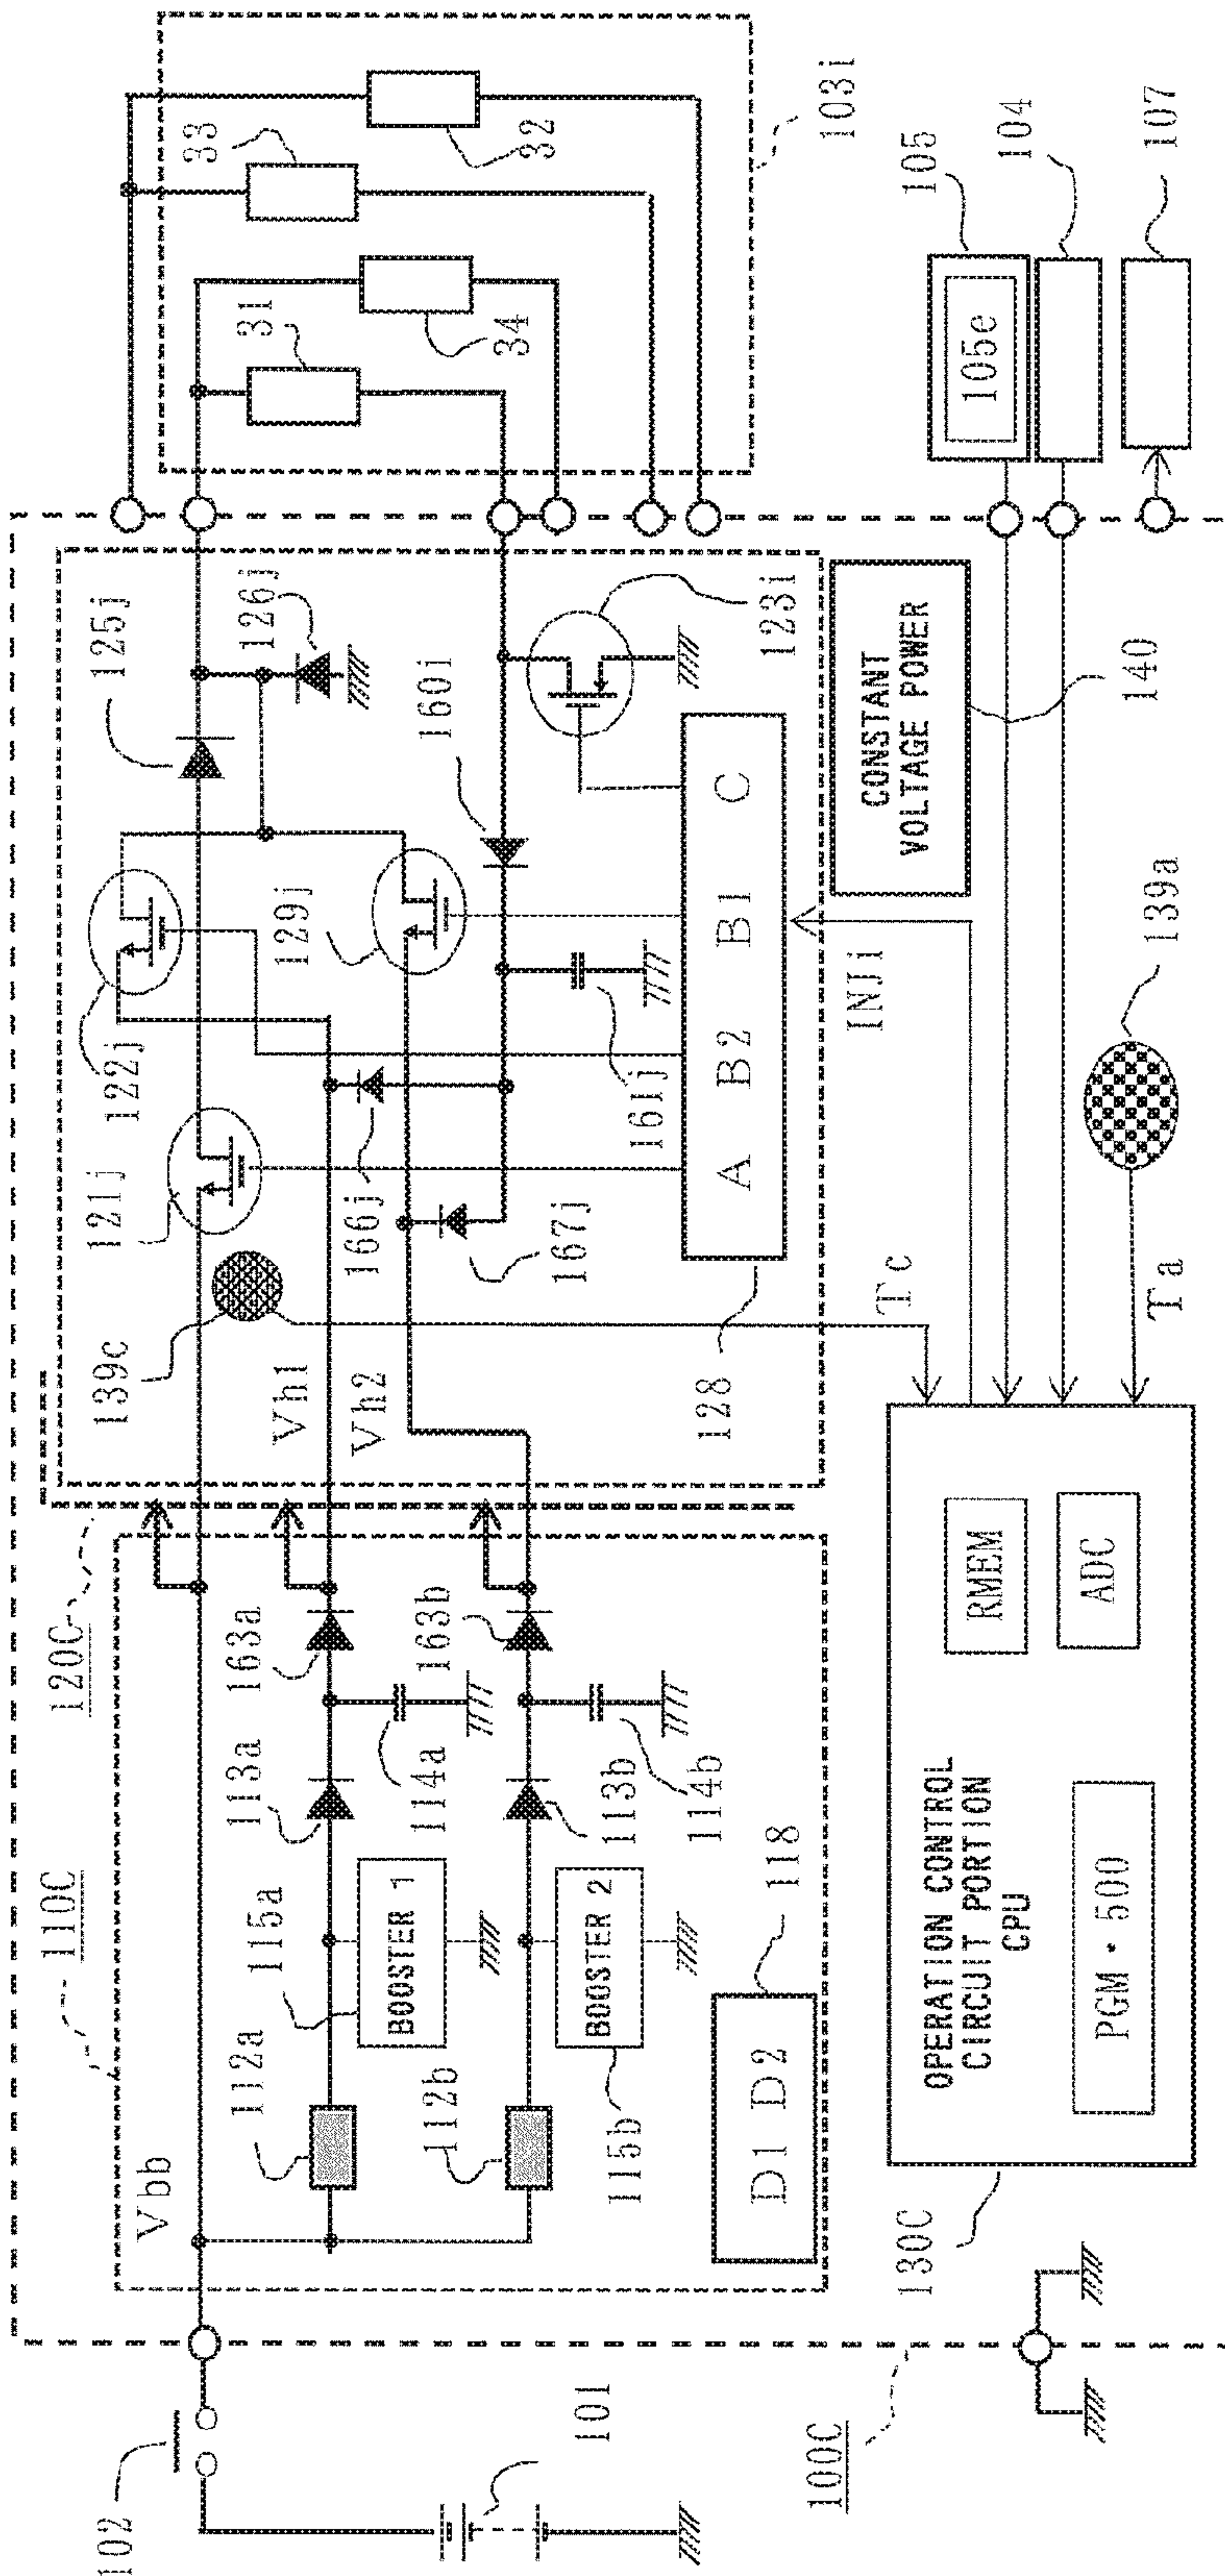 102
101
100C
110C
120C
Vbb
112a
115a
113a
163a
BOOSTER 1
114a
112b
115b
BOOSTER 2
113b
163b
114b
118
D1 D2
139c
121j
122j
125j
126j
Vh1
Vh2
129j
166j
167j
160i
161j
123i
128
A B2 B1 C
INJi
Tc
31
33
34
32
103i
CONSTANT
VOLTAGE POWER
140
105
105e
104
107
139a
Ta
130C
OPERATION CONTROL
CIRCUIT PORTION
CPU
RMEM
ADC
PGM・500